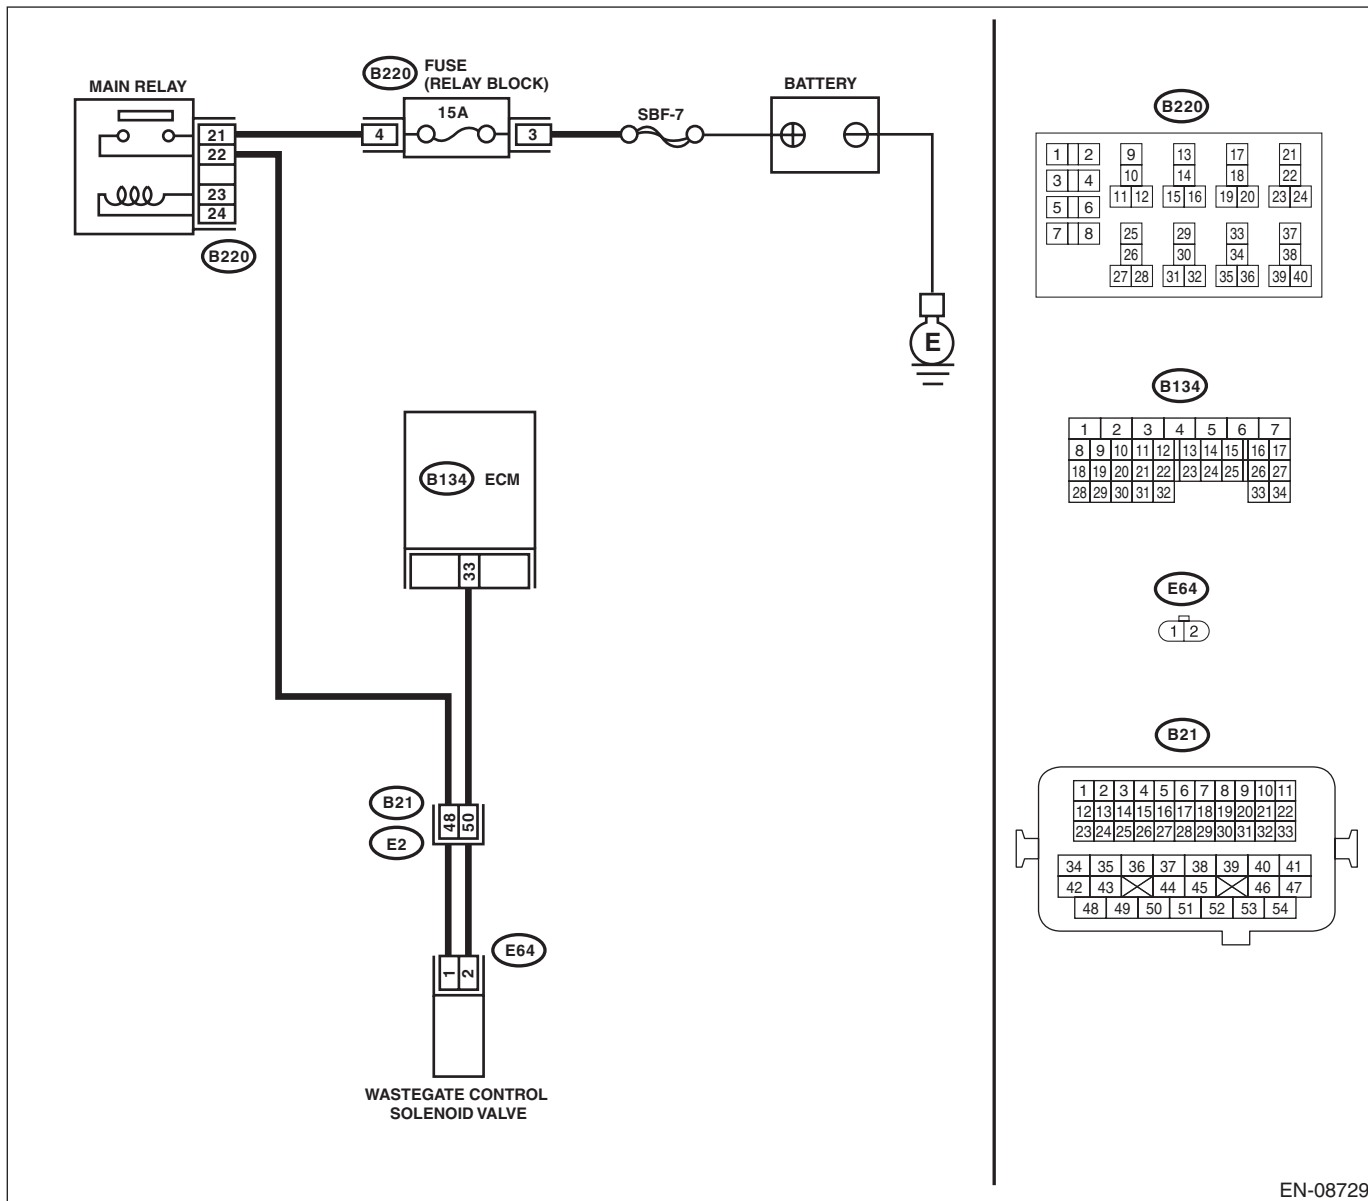 MAIN RELAY
B220
FUSE
(RELAY BLOCK)
15A
4
3
SBF-7
BATTERY
21
22
23
24
B220
E
B134 ECM
33
B21
E2
48 50
E64
1 2
WASTEGATE CONTROL
SOLENOID VALVE
B220
1 2 9 13 17 21
10 14 18 22
3 4
11 12 15 16 19 20 23 24
5 6
7 8 25 29 33 37
26 30 34 38
27 28 31 32 35 36 39 40
B134
1 2 3 4 5 6 7
8 9 10 11 12 13 14 15 16 17
18 19 20 21 22 23 24 25 26 27
28 29 30 31 32 33 34
E64
1 2
B21
1 2 3 4 5 6 7 8 9 10 11
12 13 14 15 16 17 18 19 20 21 22
23 24 25 26 27 28 29 30 31 32 33
34 35 36 37 38 39 40 41
42 43 44 45 46 47
48 49 50 51 52 53 54
EN-08729